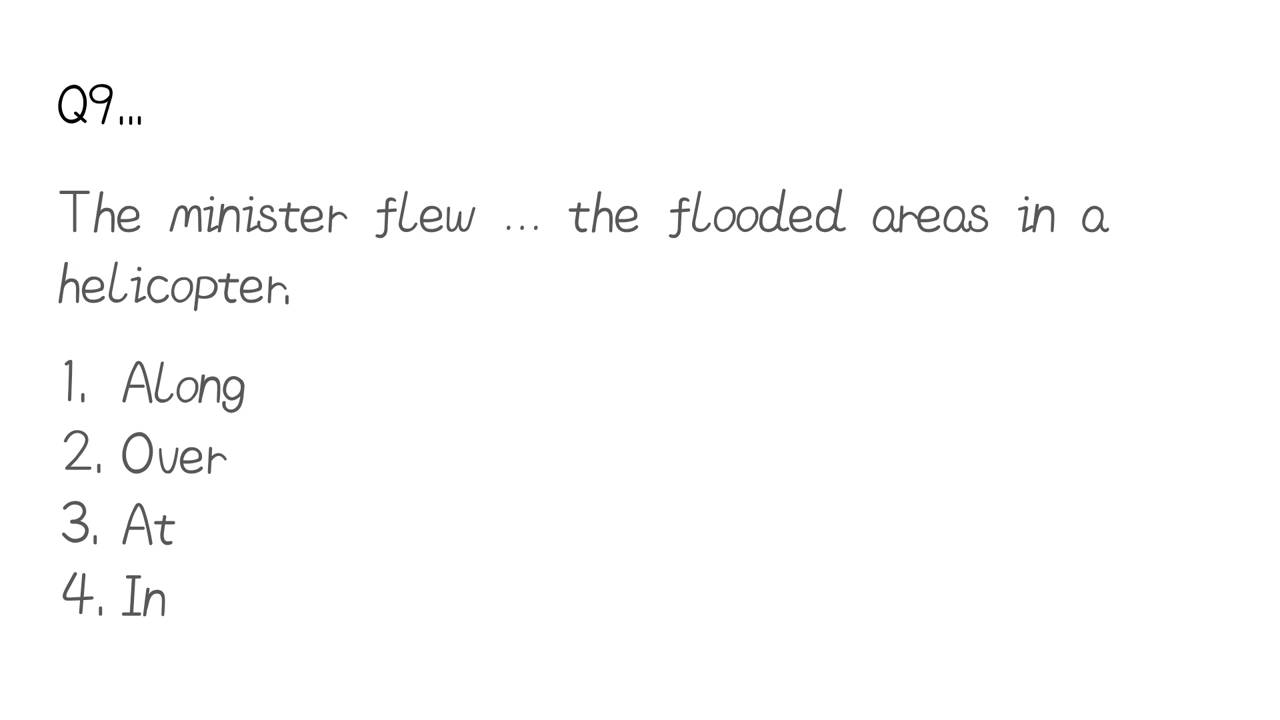 Q9...
The minister flew ... the flooded areas in a
helicopter.
1. Along
2. Over
3. At
4. In